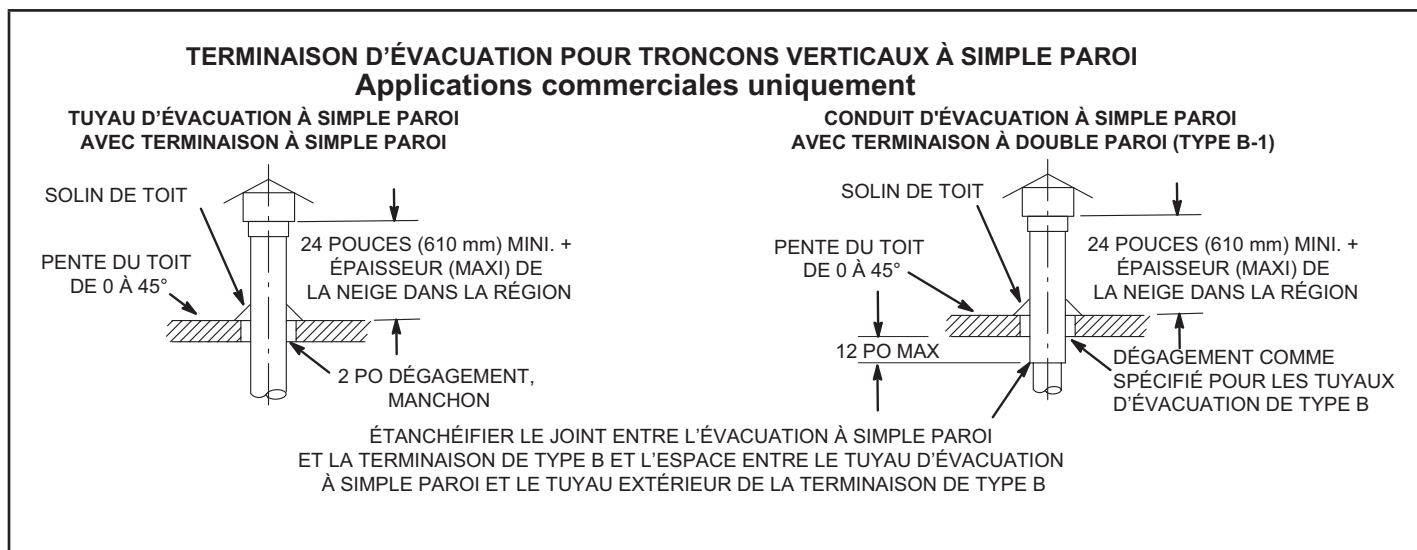 TERMINAISON D'ÉVACUATION POUR TRONCONS VERTICAUX À SIMPLE PAROI
Applications commerciales uniquement
TUYAU D'ÉVACUATION À SIMPLE PAROI
AVEC TERMINAISON À SIMPLE PAROI
SOLIN DE TOIT
24 POUCES (610 mm) MINI. +
ÉPAISSEUR (MAXI) DE
LA NEIGE DANS LA RÉGION
PENTE DU TOIT
DE 0 À 45°
2 PO DÉGAGEMENT,
MANCHON
CONDUIT D'ÉVACUATION À SIMPLE PAROI
AVEC TERMINAISON À DOUBLE PAROI (TYPE B-1)
SOLIN DE TOIT
24 POUCES (610 mm) MINI. +
ÉPAISSEUR (MAXI) DE
LA NEIGE DANS LA RÉGION
PENTE DU TOIT
DE 0 À 45°
12 PO MAX
DÉGAGEMENT COMME
SPÉCIFIÉ POUR LES TUYAUX
D'ÉVACUATION DE TYPE B
ÉTANCHÉIFIER LE JOINT ENTRE L'ÉVACUATION À SIMPLE PAROI
ET LA TERMINAISON DE TYPE B ET L'ESPACE ENTRE LE TUYAU D'ÉVACUATION
À SIMPLE PAROI ET LE TUYAU EXTÉRIEUR DE LA TERMINAISON DE TYPE B